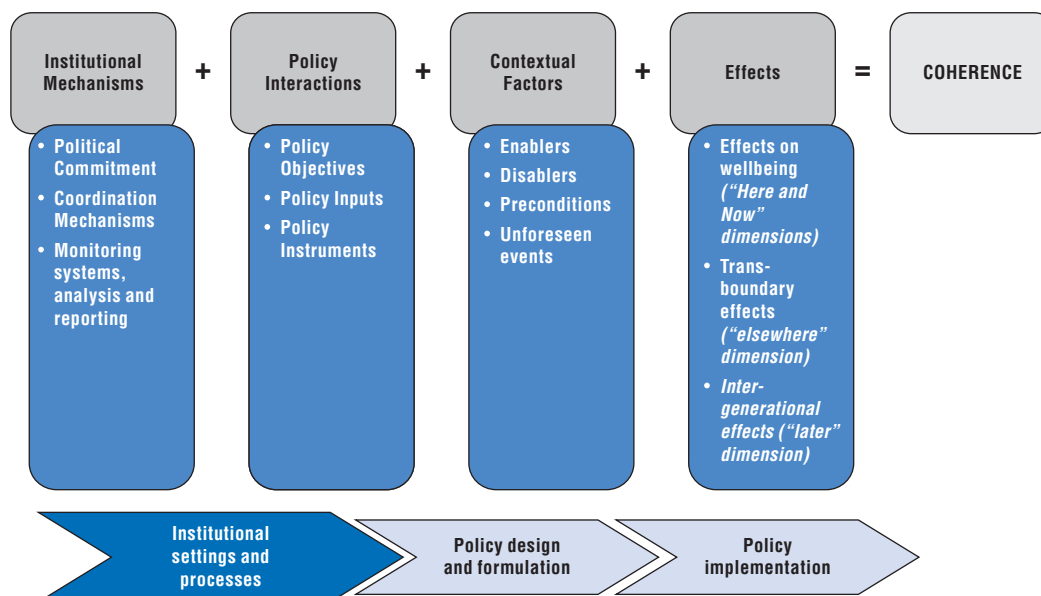 Institutional
Mechanisms
+
Policy
Interactions
+
Contextual
Factors
+
Effects
=
COHERENCE
• Political
Commitment
• Coordination
Mechanisms
• Monitoring
systems,
analysis and
reporting
• Policy
Objectives
• Policy Inputs
• Policy
Instruments
• Enablers
• Disablers
• Preconditions
• Unforeseen
events
• Effects on
wellbeing
(“Here and
Now”
dimensions)
• Trans-
boundary
effects
(“elsewhere”
dimension)
• Inter-
generational
effects (“later”
dimension)
Institutional
settings and
processes
Policy design
and formulation
Policy
implementation